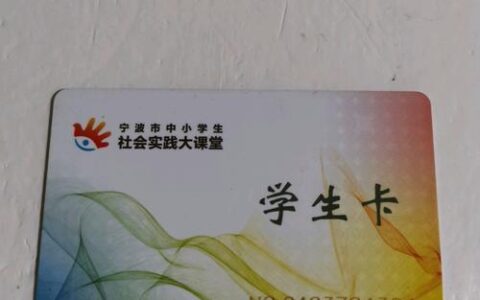 宁波市中小学生
社会实践大课堂
学生卡